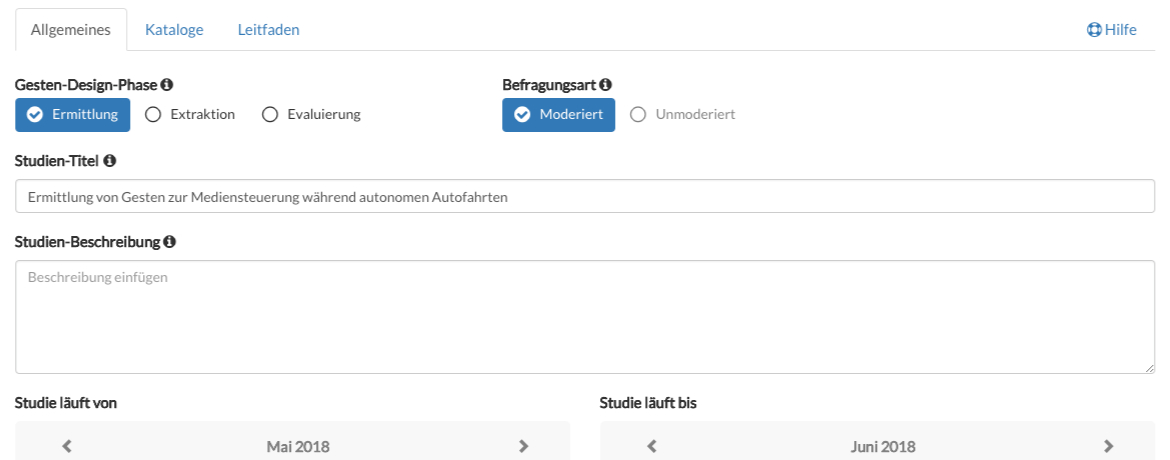 Allgemeines Kataloge Leitfaden Hilfe
Gesten-Design-Phase Befragungsart
Ermittlung Extraktion Evaluierung Moderiert Unmoderiert
Studien-Titel
Ermittlung von Gesten zur Mediensteuerung während autonomen Autofahrten
Studien-Beschreibung
Beschreibung einfügen
Studie läuft von Studie läuft bis
Mai 2018 Juni 2018